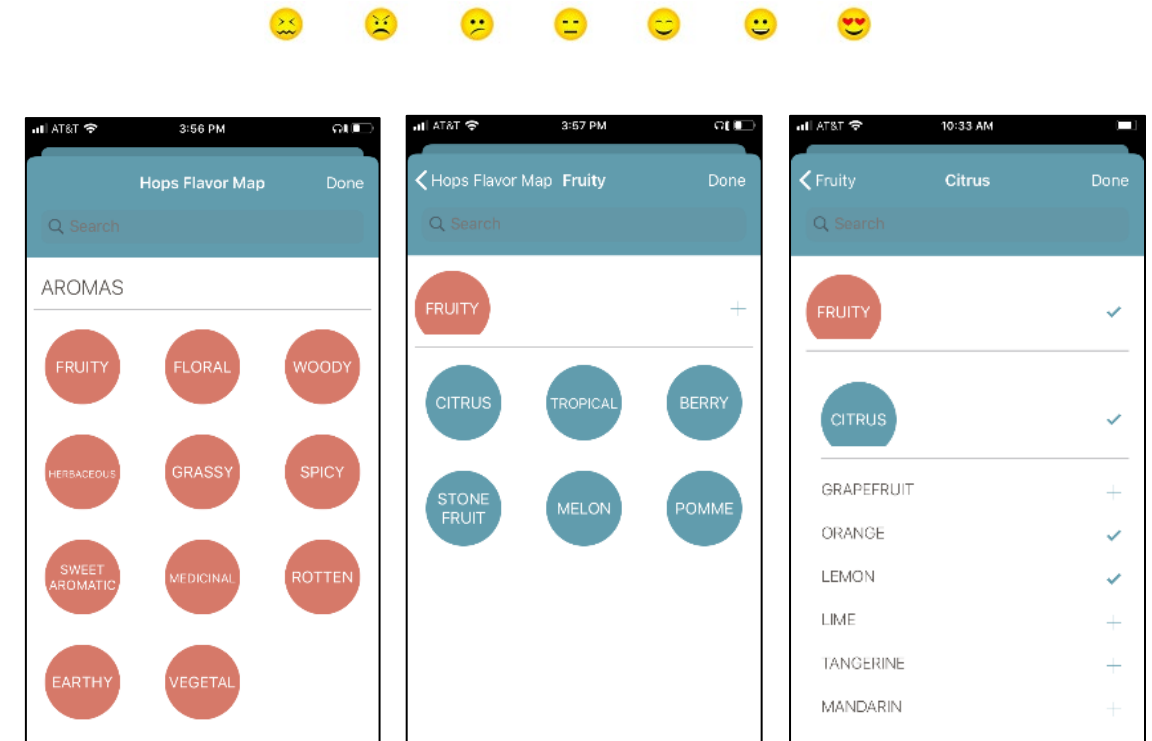 AT&T 3:56 PM
Hops Flavor Map Done
Search
AROMAS
FRUITY FLORAL WOODY
HERBACEOUS GRASSY SPICY
SWEET AROMATIC MEDICINAL ROTTEN
EARTHY VEGETAL
AT&T 3:57 PM
Hops Flavor Map Fruity Done
Search
FRUITY
CITRUS TROPICAL BERRY
STONE FRUIT MELON POMME
AT&T 10:33 AM
Fruity Citrus Done
Search
FRUITY
CITRUS
GRAPEFRUIT
ORANGE
LEMON
LIME
TANGERINE
MANDARIN